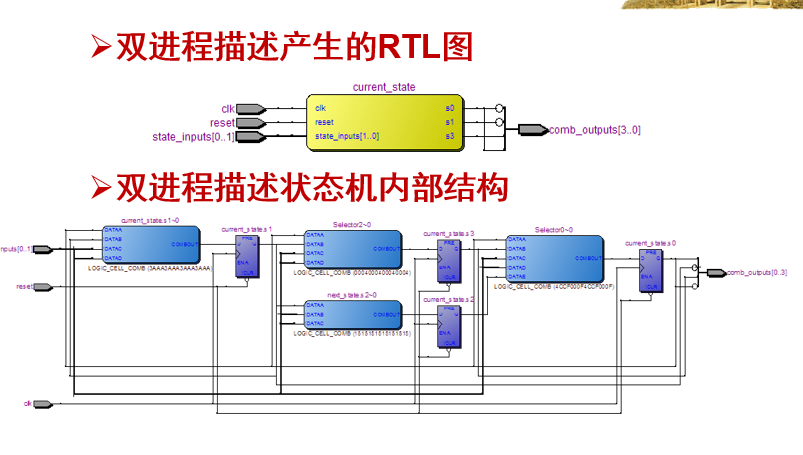 双进程描述产生的RTL图
current_state
clk
reset
state_inputs[0..1]
clk
reset
state_inputs[1..0]
s0
s1
s3
comb_outputs[3..0]
双进程描述状态机内部结构
current_state.s1~0
DATAA
DATAB
DATAC
DATAD
COMBOUT
LOGIC_CELL_COMB (3AAA3AAA3AAA3AAA)
current_state.s1
PRE
D Q
ENA
CLR
Selector2~0
DATAA
DATAB
DATAC
DATAD
COMBOUT
LOGIC_CELL_COMB (0004000400040004)
next_state.s2~0
DATAA
DATAB
DATAC
COMBOUT
LOGIC_CELL_COMB (1818181818181818)
current_state.s3
PRE
D Q
ENA
CLR
current_state.s2
PRE
D Q
ENA
CLR
Selector0~0
DATAA
DATAB
DATAC
DATAD
DATAE
COMBOUT
LOGIC_CELL_COMB (4CCF000F4CCF000F)
current_state.s0
PRE
D Q
ENA
CLR
nputs[0..1]
reset
clk
comb_outputs[0..3]